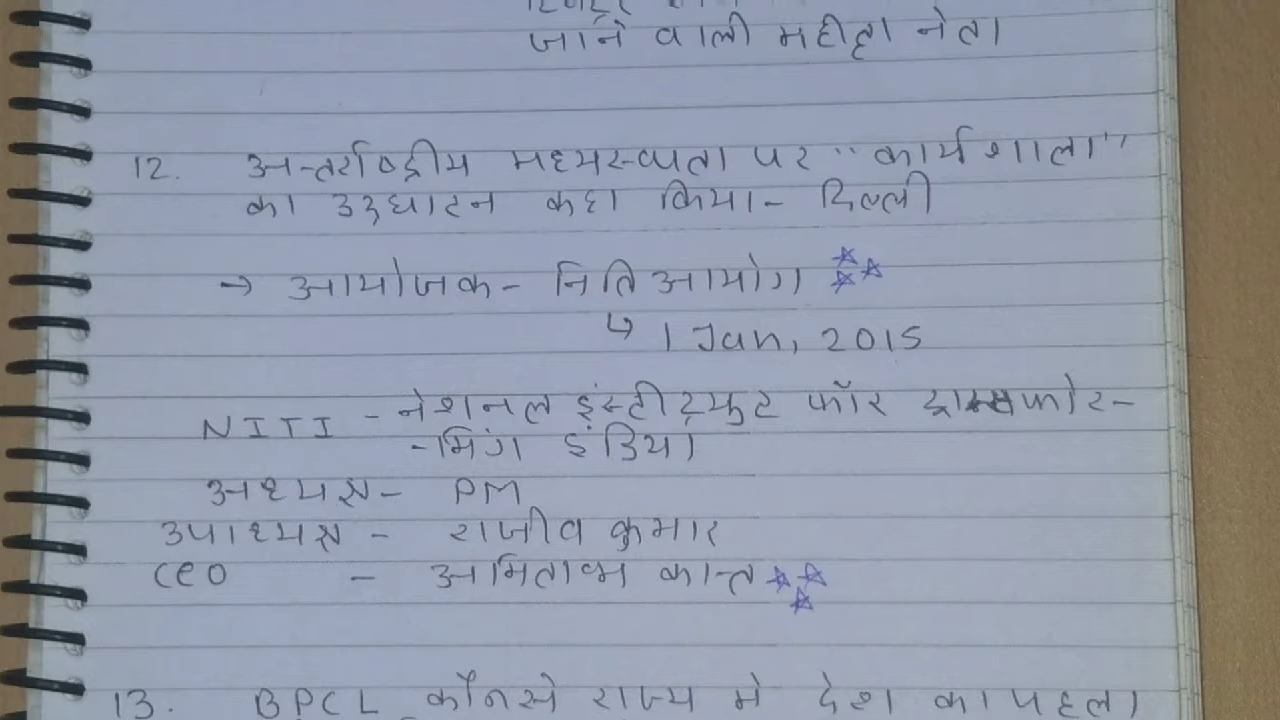 जाने वाली महीला नेता
12. अन्तर्राष्ट्रीय मध्यस्थता पर "कार्यशाला"
का उद्घाटन कहा किया- दिल्ली
→ आयोजक - निति आयोग ☆☆☆
↳ 1 Jan, 2015
NITI - नेशनल इंस्टीट्यूट फॉर ट्रान्सफोर-
-मिंग इंडिया
अध्यक्ष - PM
उपाध्यक्ष - राजीव कुमार
CEO - अमिताभ कान्त ☆☆☆
13. BPCL कौनसे राज्य मे देश का पहला